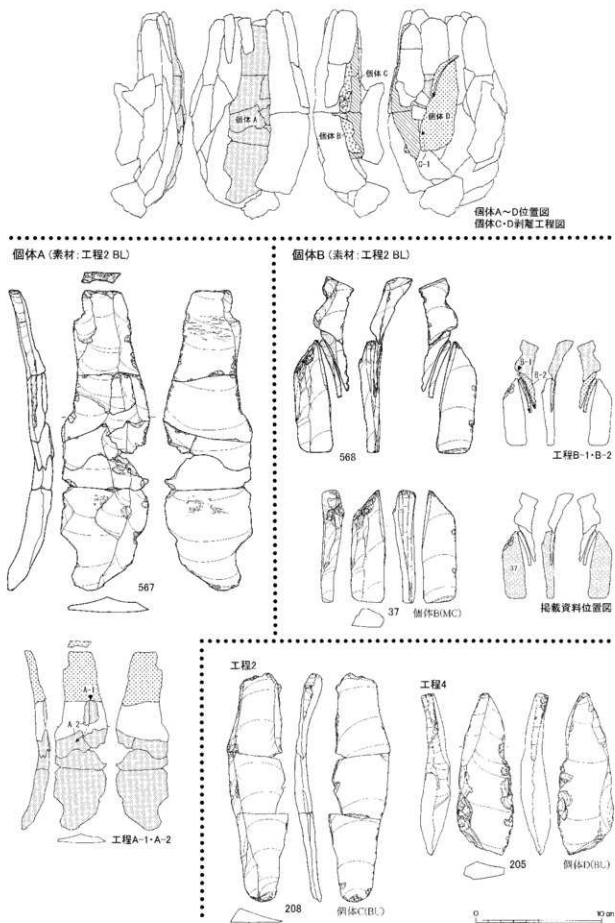 個体C
個体A
個体D
個体B
C-1
個体A~D位置図
個体C・D剥離工程図
個体A (素材:工程2 BL)
個体B (素材:工程2 BL)
B-1
B-2
568
工程B-1・B-2
567
37
37 個体B(MC)
掲載資料位置図
A-1
A-2
工程A-1・A-2
工程2
工程4
208
個体C(BL)
205
個体D(BL)
0 10cm